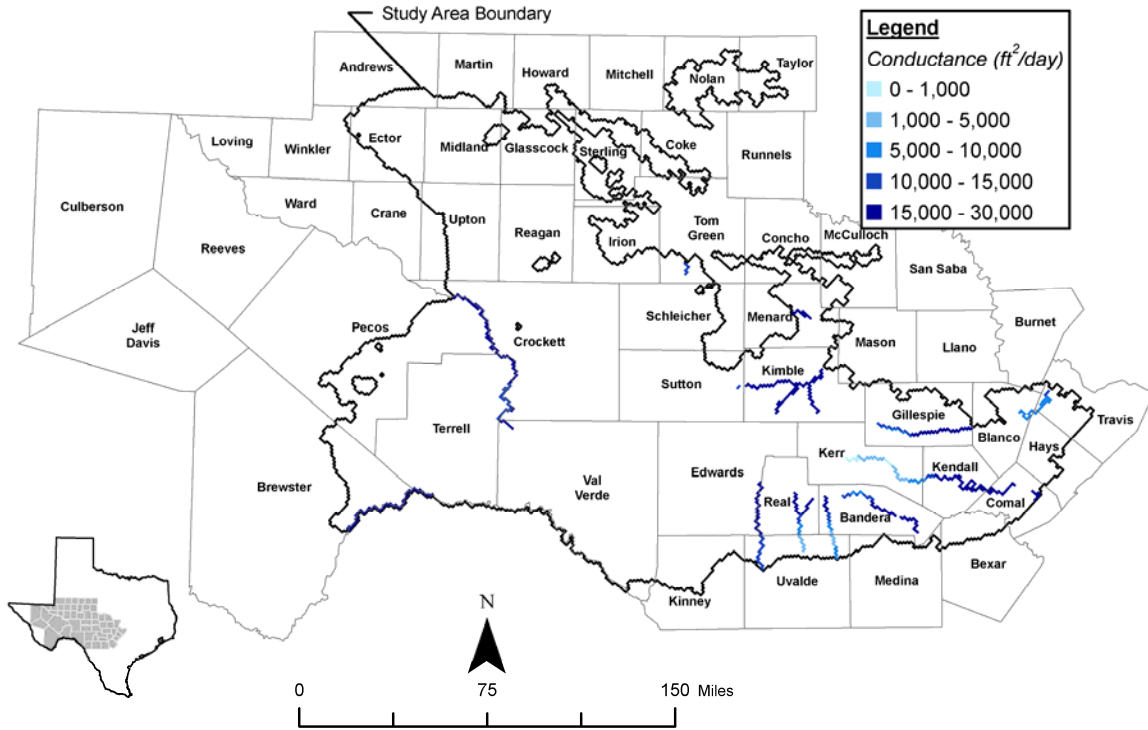 Study Area Boundary
Legend
Conductance (ft²/day)
0 - 1,000
1,000 - 5,000
5,000 - 10,000
10,000 - 15,000
15,000 - 30,000
Andrews
Martin
Howard
Mitchell
Nolan
Taylor
Loving
Winkler
Ector
Midland
Glasscock
Sterling
Coke
Runnels
Culberson
Reeves
Ward
Crane
Upton
Reagan
Irion
Tom
Green
Concho
McCulloch
San Saba
Jeff
Davis
Pecos
Crockett
Schleicher
Menard
Mason
Llano
Burnet
Sutton
Kimble
Gillespie
Blanco
Travis
Hays
Terrell
Brewster
Val
Verde
Edwards
Kerr
Kendall
Comal
Real
Bandera
Kinney
Uvalde
Medina
Bexar
N
0
75
150 Miles